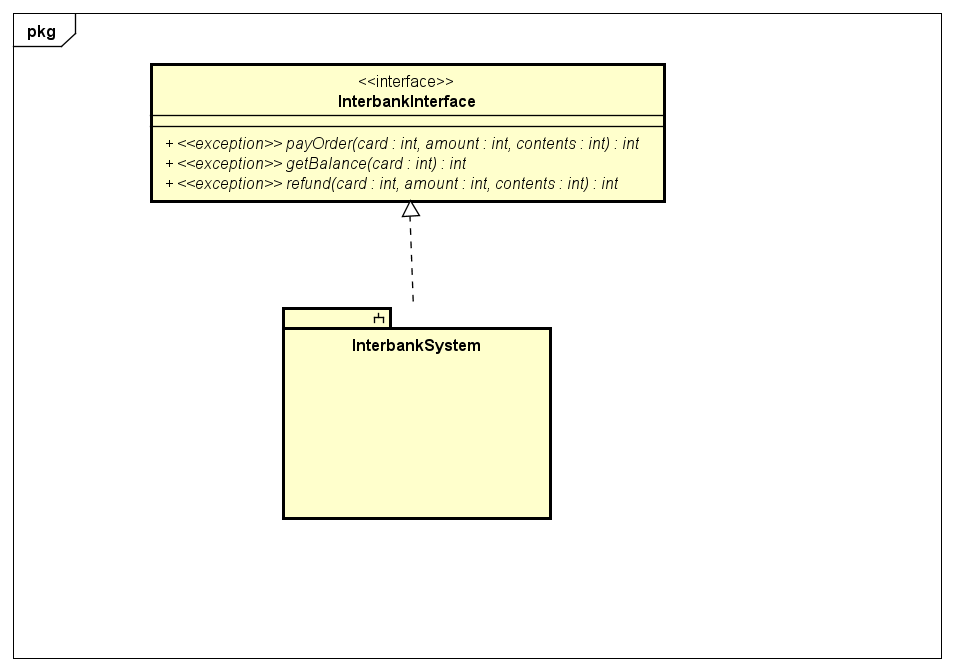 pkg
<<interface>>
InterbankInterface
+ <<exception>> payOrder(card : int, amount : int, contents : int) : int
+ <<exception>> getBalance(card : int) : int
+ <<exception>> refund(card : int, amount : int, contents : int) : int
InterbankSystem